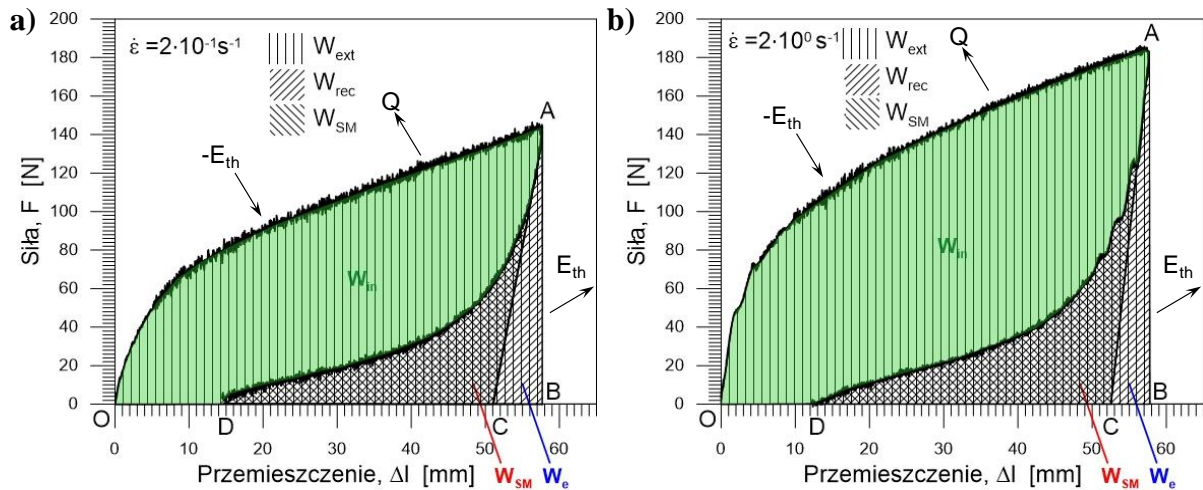 a)
200
180
160
140
120
100
80
60
40
20
0
Siła, F [N]
ε̇ =2·10⁻¹s⁻¹
W_ext
W_rec
W_SM
Q
-E_th
A
W_in
E_th
O
D
C
B
0 10 20 30 40 50 60
Przemieszczenie, Δl [mm]
W_SM
W_e
b)
200
180
160
140
120
100
80
60
40
20
0
Siła, F [N]
ε̇ =2·10⁰s⁻¹
W_ext
W_rec
W_SM
Q
-E_th
A
W_in
E_th
O
D
C
B
0 10 20 30 40 50 60
Przemieszczenie, Δl [mm]
W_SM
W_e